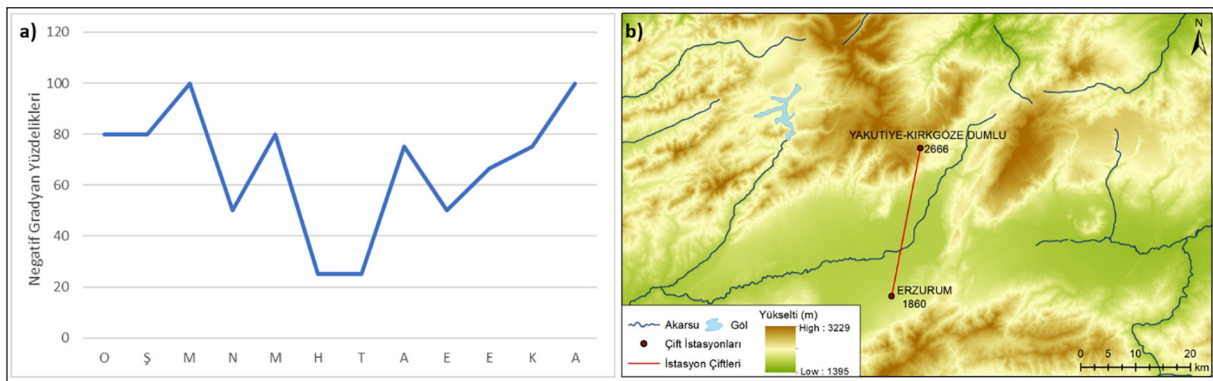 a)
120
100
80
60
40
20
0
Negatif Gradyan Yüzdelikleri
O Ş M N M H T A E E K A
b)
N
YAKUTİYE-KIRKGÖZE DUMLU
2666
ERZURUM
1860
Akarsu Göl
Çift İstasyonları
İstasyon Çiftleri
Yükselti (m)
High : 3229
Low : 1395
0 5 10 20
km